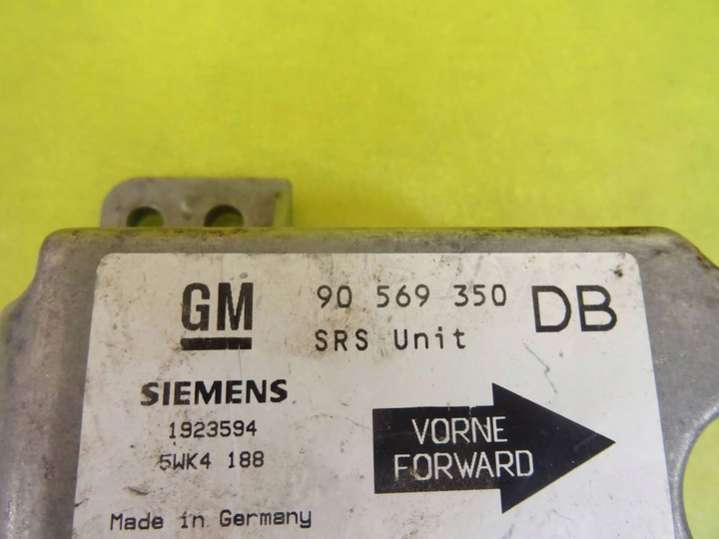 GM 90 569 350 DB
SRS Unit
SIEMENS
1923594
5WK4 188
VORNE
FORWARD
Made in Germany